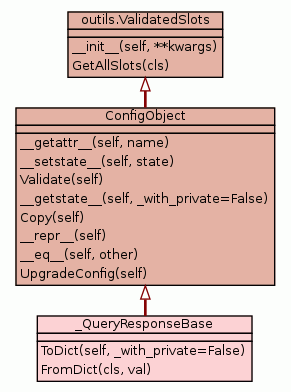 outils.ValidatedSlots
__init__(self, **kwargs)
GetAllSlots(cls)
ConfigObject
__getattr__(self, name)
__setstate__(self, state)
Validate(self)
__getstate__(self, _with_private=False)
Copy(self)
__repr__(self)
__eq__(self, other)
UpgradeConfig(self)
_QueryResponseBase
ToDict(self, _with_private=False)
FromDict(cls, val)